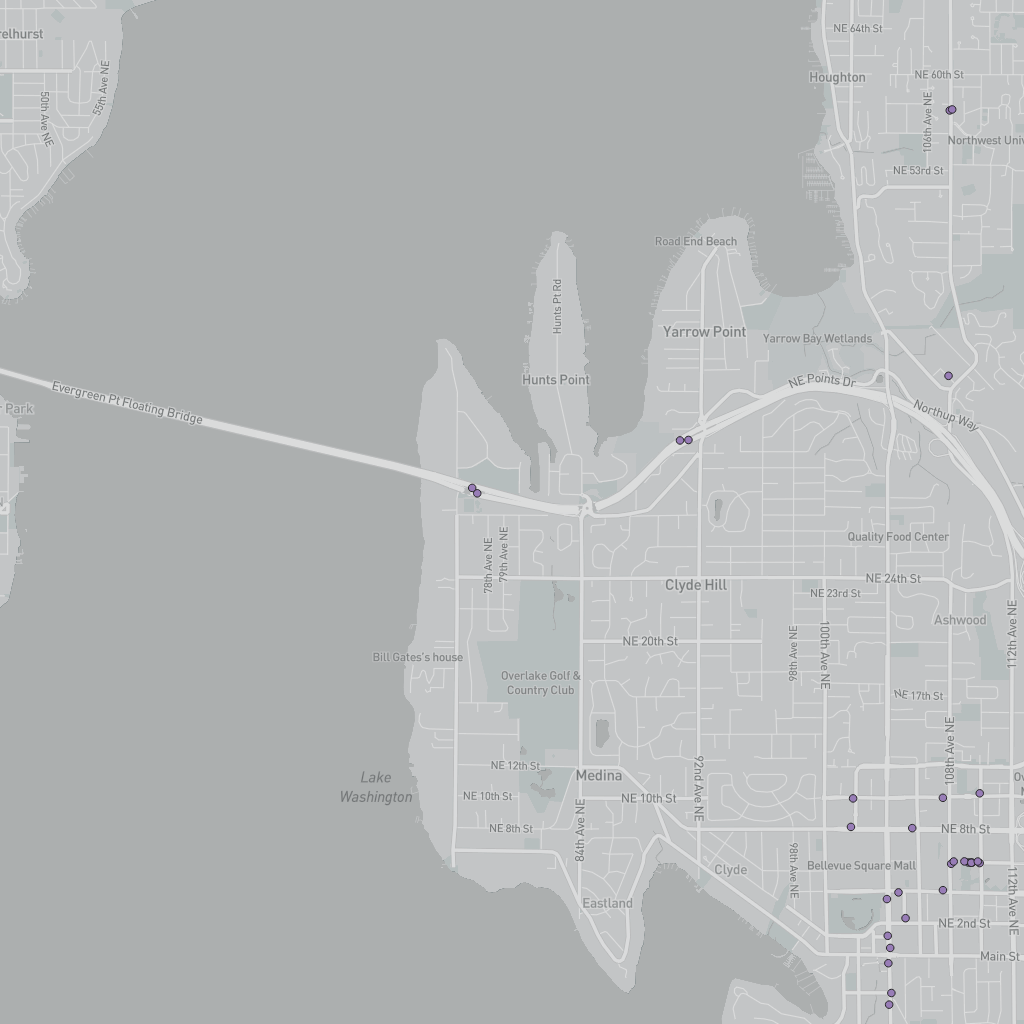 NE 64th St
relhurst
55th Ave NE
NE 60th St
Houghton
50th Ave NE
106th Ave NE
Northwest Univ
NE 53rd St
Road End Beach
Hunts Pt Rd
Yarrow Point
Yarrow Bay Wetlands
Hunts Point
NE Points Dr
Evergreen Pt Floating Bridge
Park
Northup Way
Quality Food Center
78th Ave NE
79th Ave NE
NE 24th St
Clyde Hill
NE 23rd St
Ashwood
112th Ave NE
NE 20th St
98th Ave NE
100th Ave NE
Bill Gates's house
Overlake Golf &
Country Club
NE 17th St
108th Ave NE
NE 12th St
Medina
Lake
Washington
NE 10th St
NE 10th St
92nd Ave NE
NE 8th St
84th Ave NE
NE 8th St
Clyde
98th Ave NE
Bellevue Square Mall
112th Ave NE
Eastland
NE 2nd St
Main St